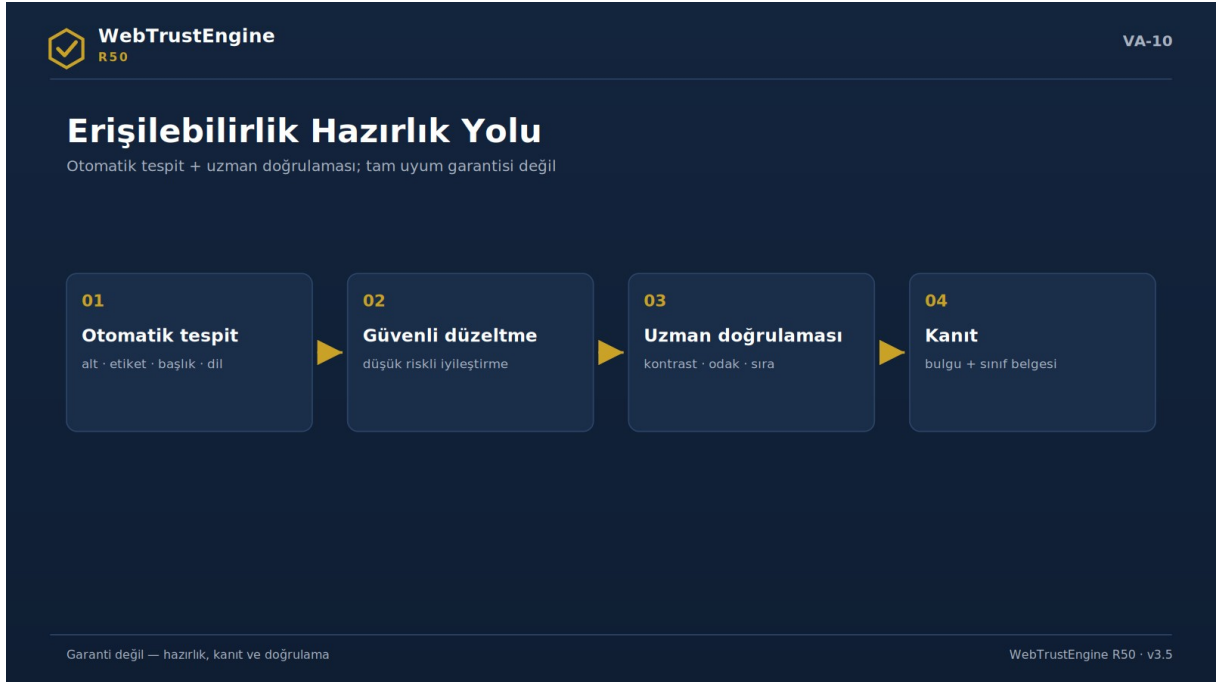 WebTrustEngine
R50
VA-10
Erişilebilirlik Hazırlık Yolu
Otomatik tespit + uzman doğrulaması; tam uyum garantisi değil
01
Otomatik tespit
alt · etiket · başlık · dil
02
Güvenli düzeltme
düşük riskli iyileştirme
03
Uzman doğrulaması
kontrast · odak · sıra
04
Kanıt
bulgu + sınıf belgesi
Garanti değil — hazırlık, kanıt ve doğrulama
WebTrustEngine R50 · v3.5